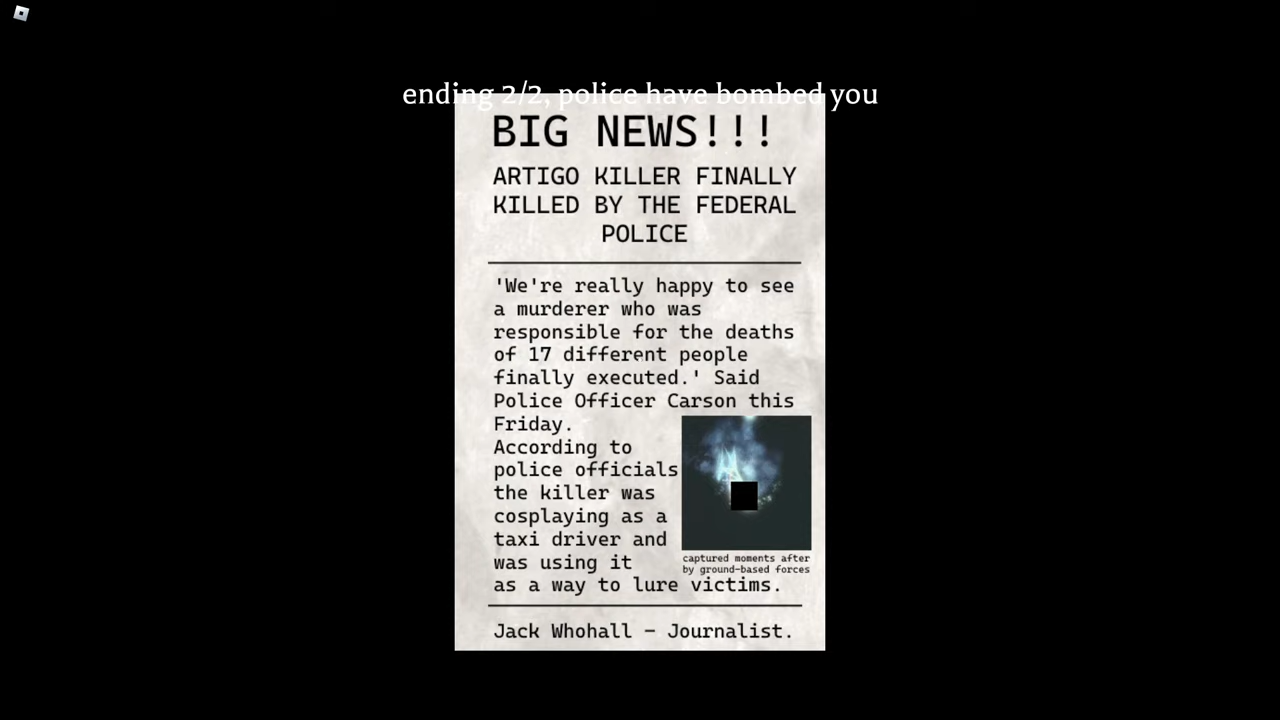 ending 2/2, police have bombed you
BIG NEWS!!!
ARTIGO KILLER FINALLY
KILLED BY THE FEDERAL
POLICE
'We're really happy to see
a murderer who was
responsible for the deaths
of 17 different people
finally executed.' Said
Police Officer Carson this
Friday.
According to
police officials
the killer was
cosplaying as a
taxi driver and
was using it
as a way to lure victims.
captured moments after
by ground-based forces
Jack Whohall – Journalist.